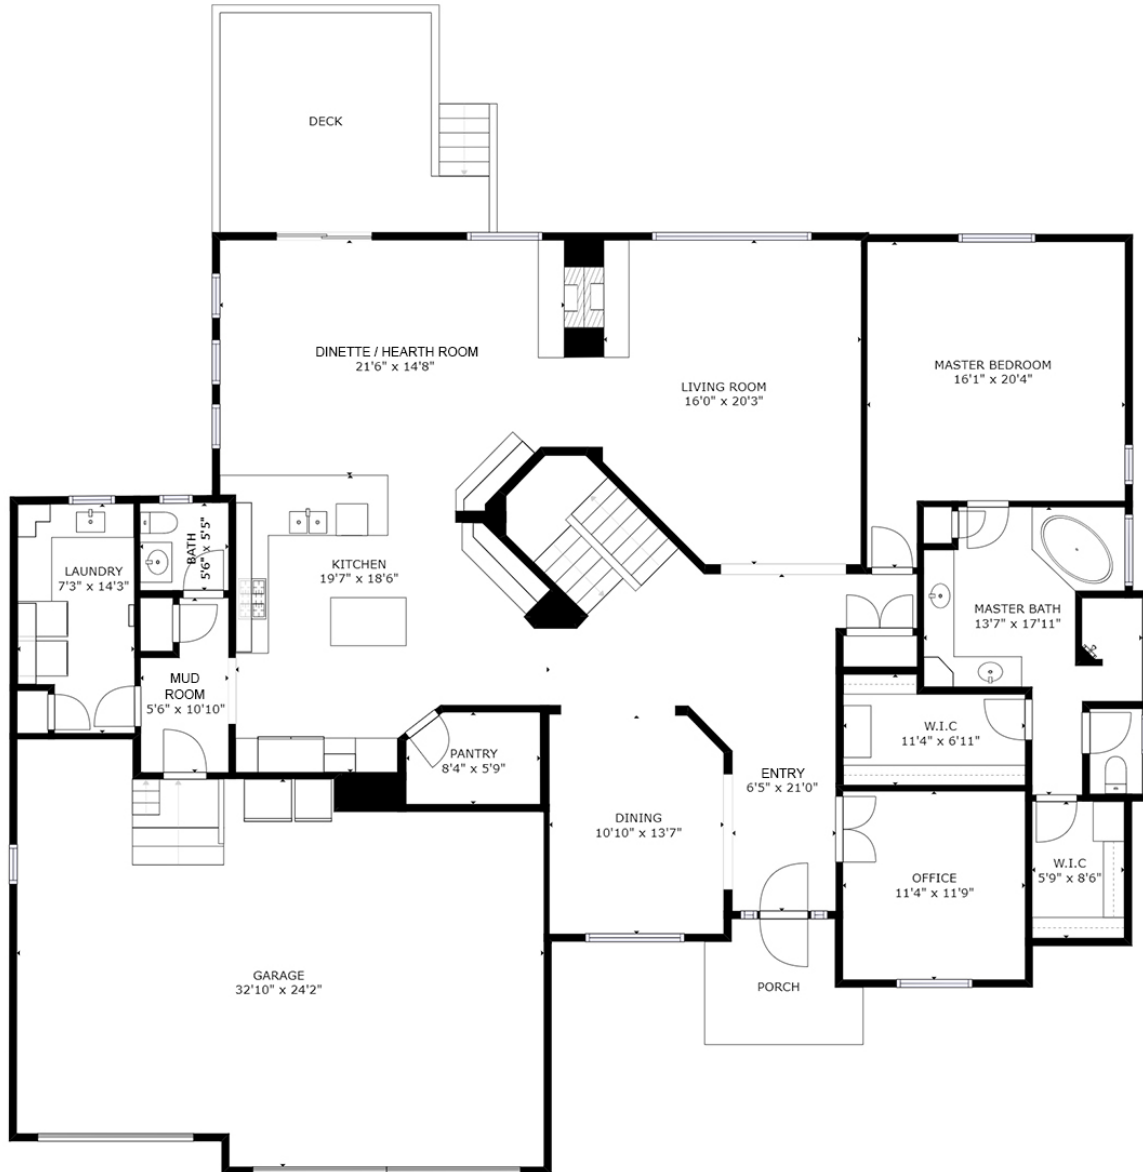 DECK
DINETTE / HEARTH ROOM
21'6" x 14'8"
LIVING ROOM
16'0" x 20'3"
MASTER BEDROOM
16'1" x 20'4"
LAUNDRY
7'3" x 14'3"
BATH
5'6" x 5'5"
KITCHEN
19'7" x 18'6"
MASTER BATH
13'7" x 17'11"
MUD
ROOM
5'6" x 10'10"
W.I.C
11'4" x 6'11"
PANTRY
8'4" x 5'9"
ENTRY
6'5" x 21'0"
DINING
10'10" x 13'7"
OFFICE
11'4" x 11'9"
W.I.C
5'9" x 8'6"
GARAGE
32'10" x 24'2"
PORCH